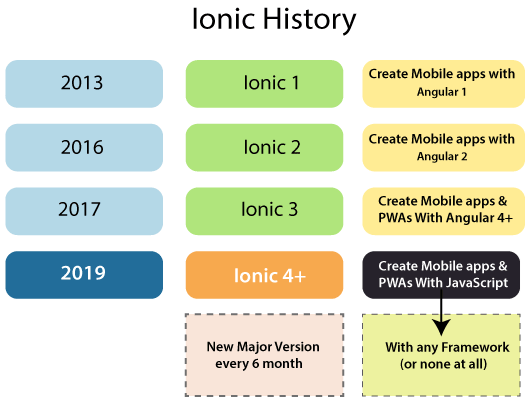 Ionic History
2013
Ionic 1
Create Mobile apps with
Angular 1
2016
Ionic 2
Create Mobile apps with
Angular 2
2017
Ionic 3
Create Mobile apps &
PWAs With Angular 4+
2019
Ionic 4+
Create Mobile apps &
PWAs With JavaScript
New Major Version
every 6 month
With any Framework
(or none at all)